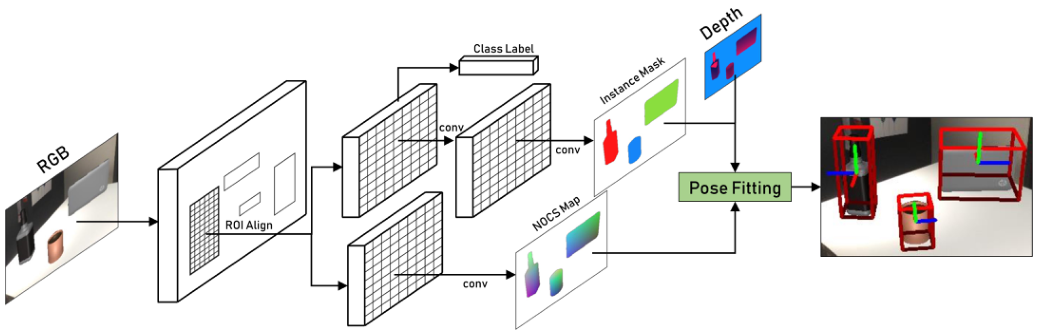 RGB
ROI Align
Class Label
conv
conv
conv
Instance Mask
NOCS Map
Depth
Pose Fitting